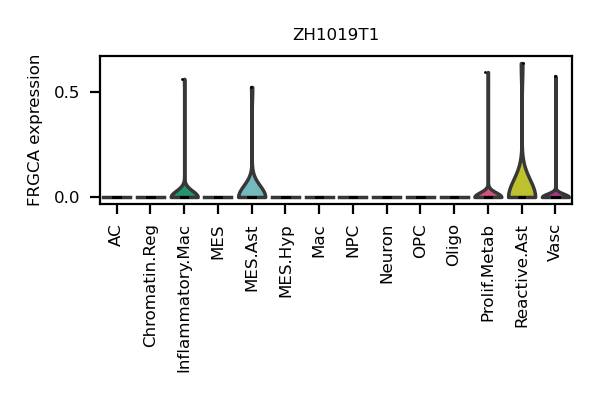 ZH1019T1
FRGCA expression
0.5
0.0
AC
Chromatin.Reg
Inflammatory.Mac
MES
MES.Ast
MES.Hyp
Mac
NPC
Neuron
OPC
Oligo
Prolif.Metab
Reactive.Ast
Vasc